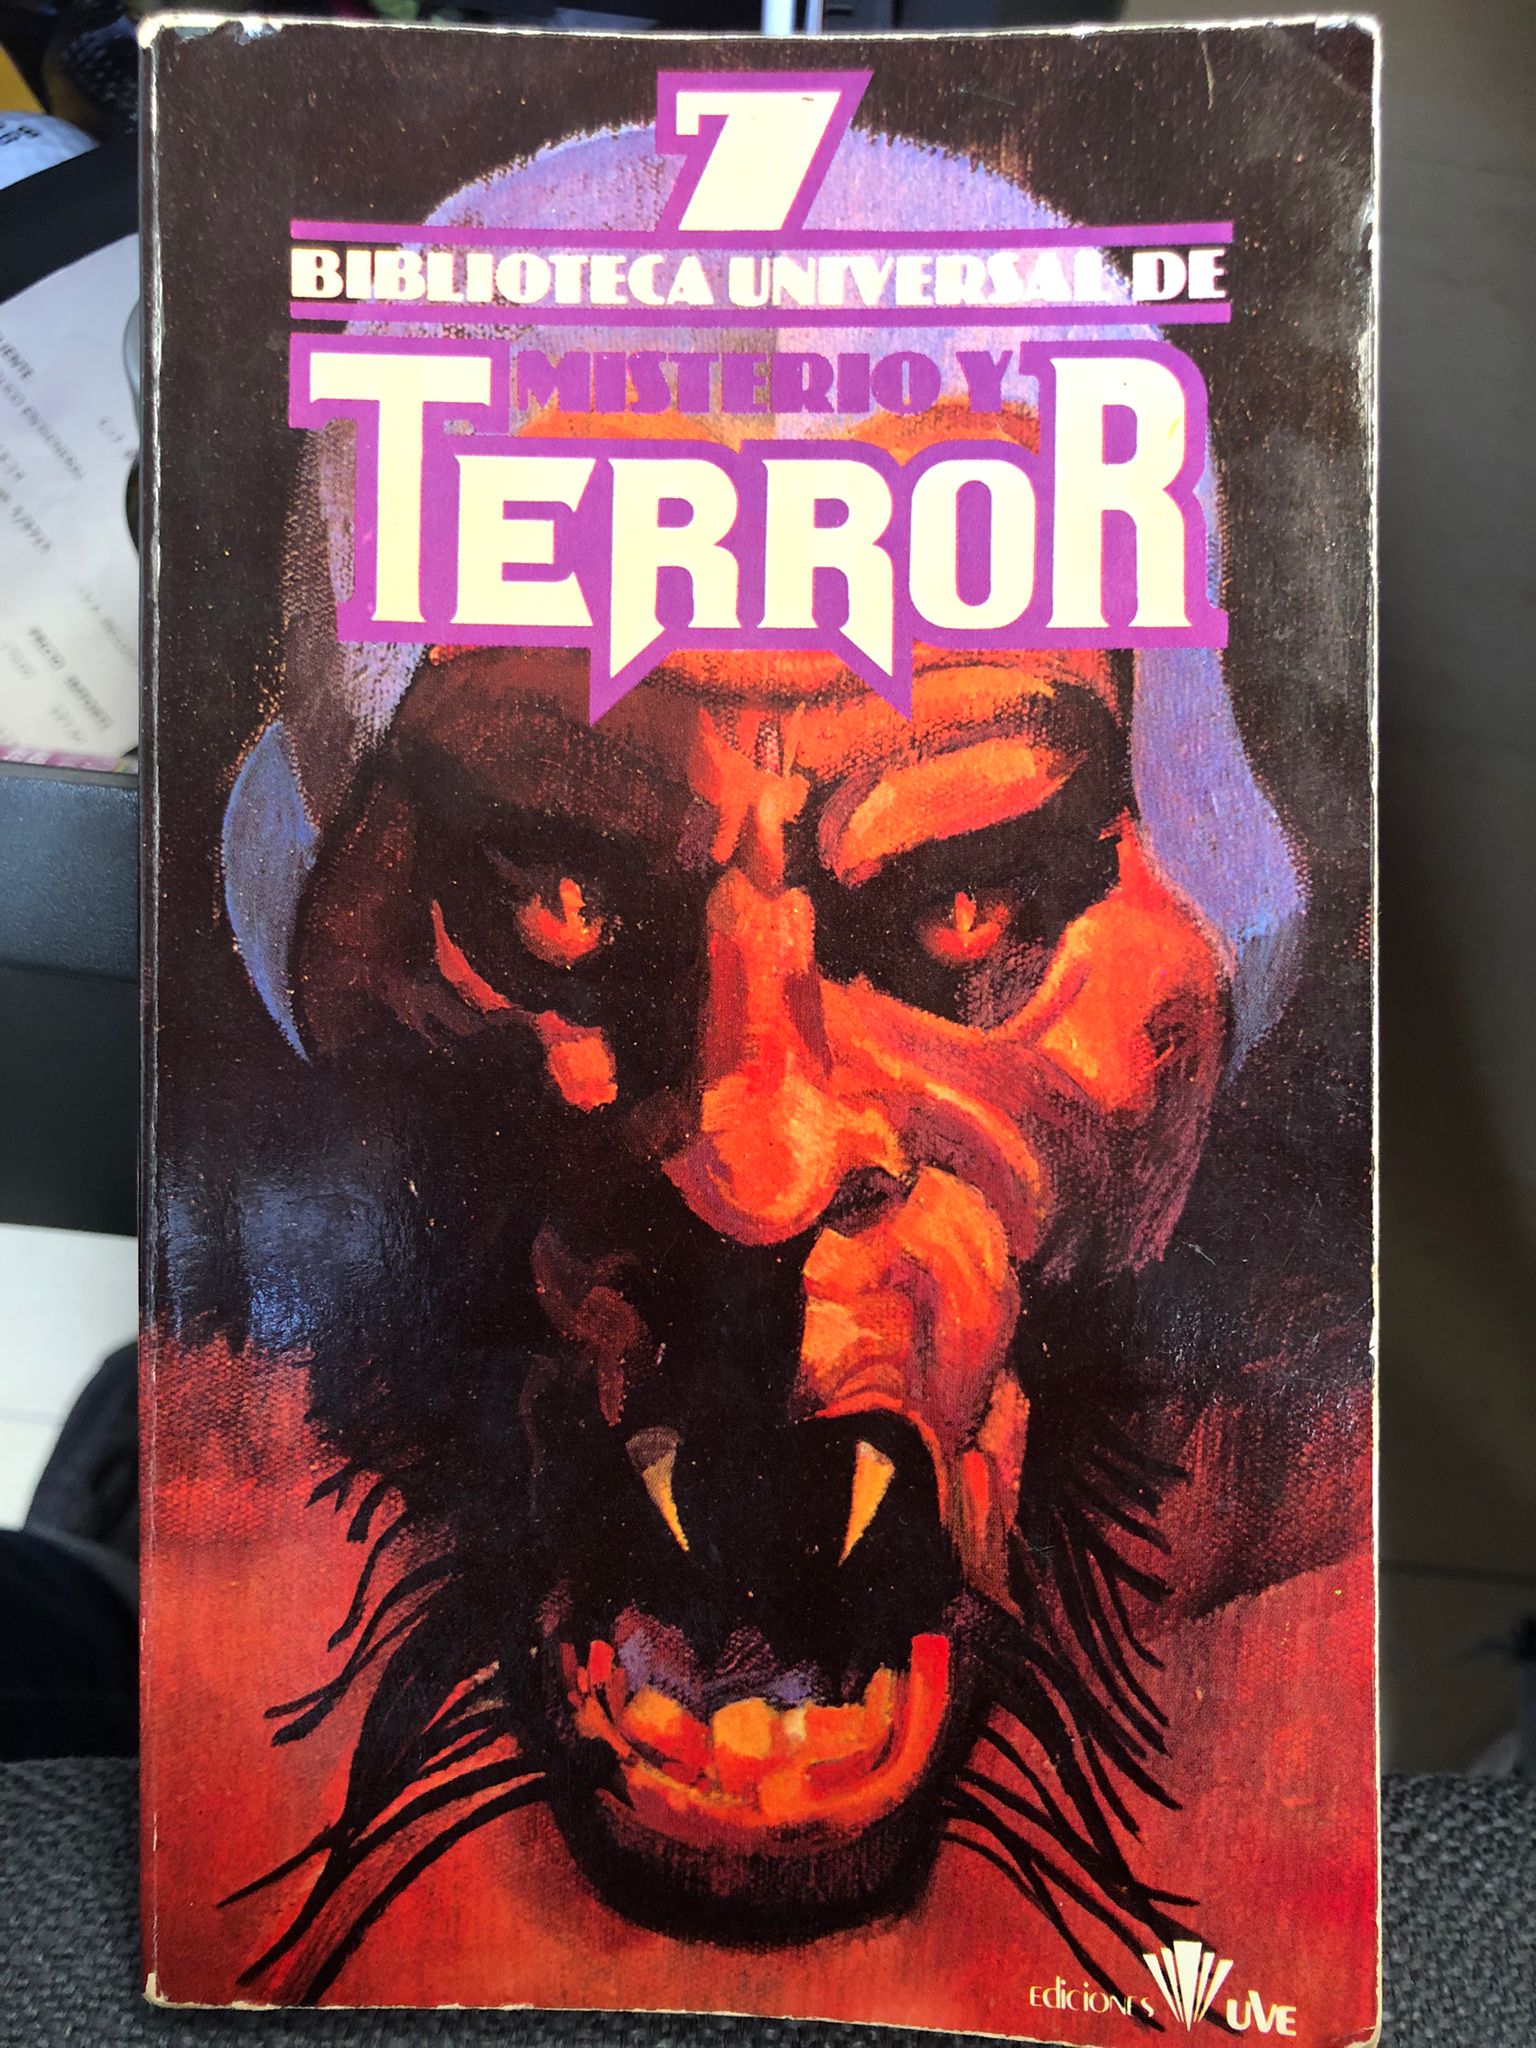 7
BIBLIOTECA UNIVERSAL DE
MISTERIO Y
TERROR
ediciones UVE